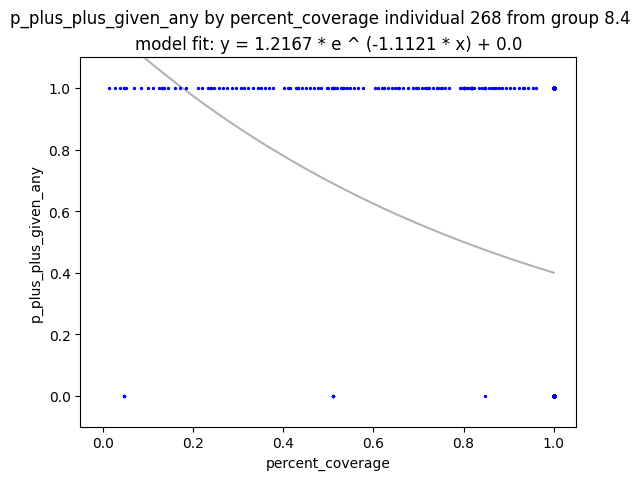 p_plus_plus_given_any by percent_coverage individual 268 from group 8.4
model fit: y = 1.2167 * e ^ (-1.1121 * x) + 0.0
1.0
0.8
0.6
0.4
0.2
0.0
p_plus_plus_given_any
0.0 0.2 0.4 0.6 0.8 1.0
percent_coverage